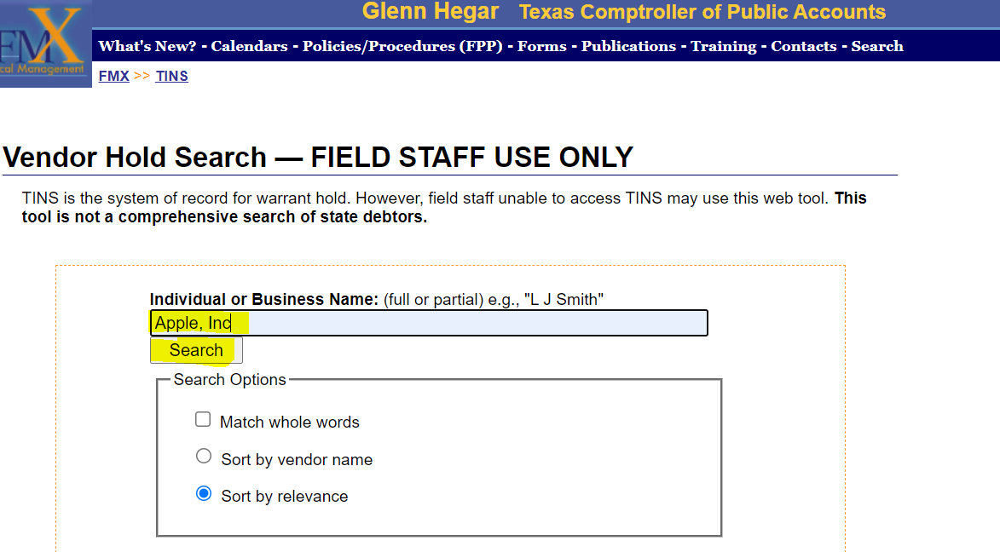 Glenn Hegar Texas Comptroller of Public Accounts
FMX
cal Management
What's New? - Calendars - Policies/Procedures (FPP) - Forms - Publications - Training - Contacts - Search
FMX >> TINS
Vendor Hold Search — FIELD STAFF USE ONLY
TINS is the system of record for warrant hold. However, field staff unable to access TINS may use this web tool. This
tool is not a comprehensive search of state debtors.
Individual or Business Name: (full or partial) e.g., "L J Smith"
Apple, Inc
Search
Search Options
Match whole words
Sort by vendor name
Sort by relevance